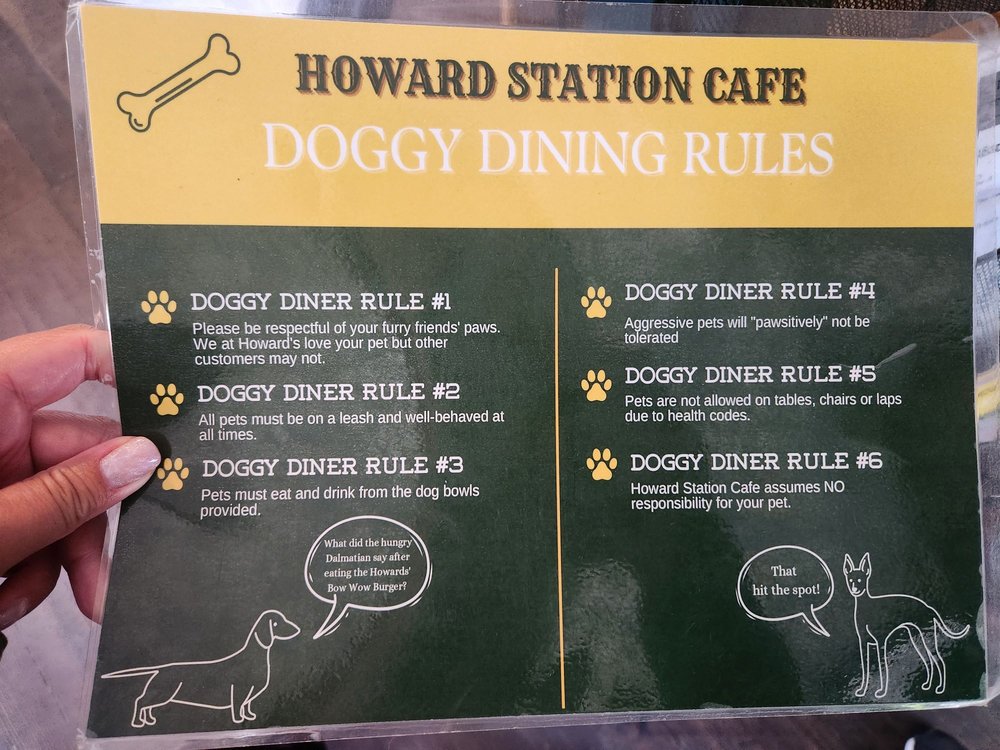 HOWARD STATION CAFE
DOGGY DINING RULES
DOGGY DINER RULE #1
Please be respectful of your furry friends' paws.
We at Howard's love your pet but other
customers may not.
DOGGY DINER RULE #2
All pets must be on a leash and well-behaved at
all times.
DOGGY DINER RULE #3
Pets must eat and drink from the dog bowls
provided.
What did the hungry
Dalmatian say after
eating the Howards'
Bow Wow Burger?
DOGGY DINER RULE #4
Aggressive pets will "pawsitively" not be
tolerated
DOGGY DINER RULE #5
Pets are not allowed on tables, chairs or laps
due to health codes.
DOGGY DINER RULE #6
Howard Station Cafe assumes NO
responsibility for your pet.
That
hit the spot!